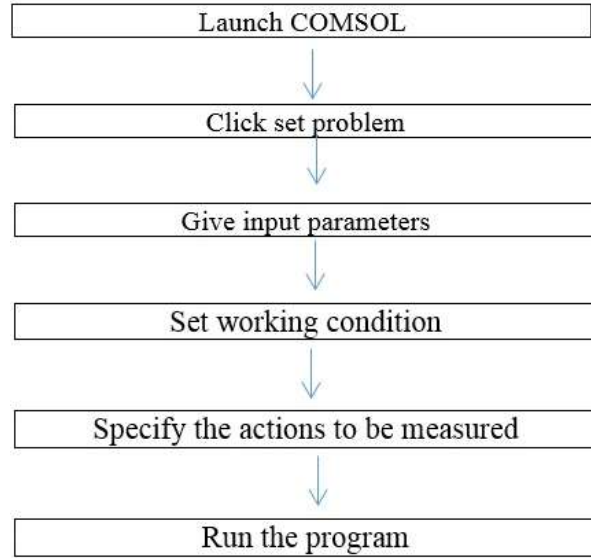 Launch COMSOL
Click set problem
Give input parameters
Set working condition
Specify the actions to be measured
Run the program